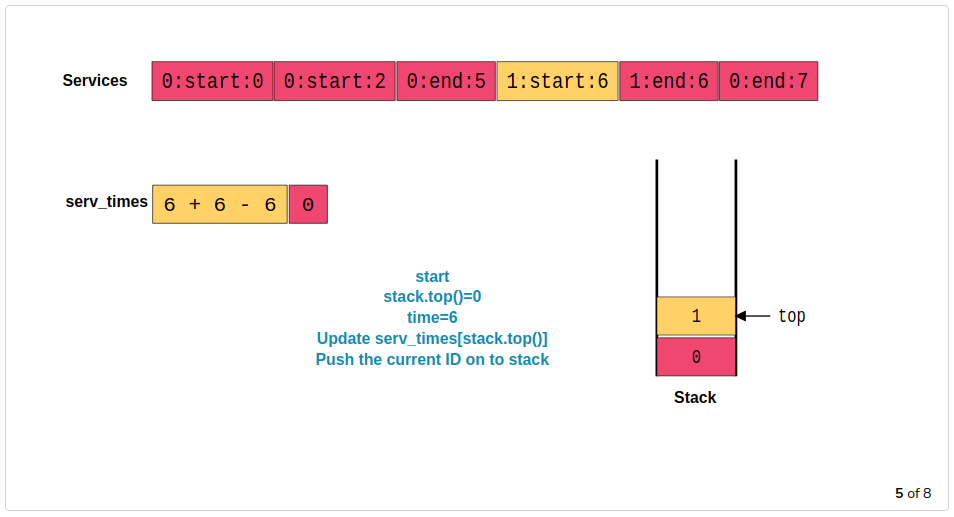 Services 0:start:0 0:start:2 0:end:5 1:start:6 1:end:6 0:end:7
serv_times 6 + 6 - 6 0
start
stack.top()=0
time=6
Update serv_times[stack.top()]
Push the current ID on to stack
1 top
0
Stack
5 of 8